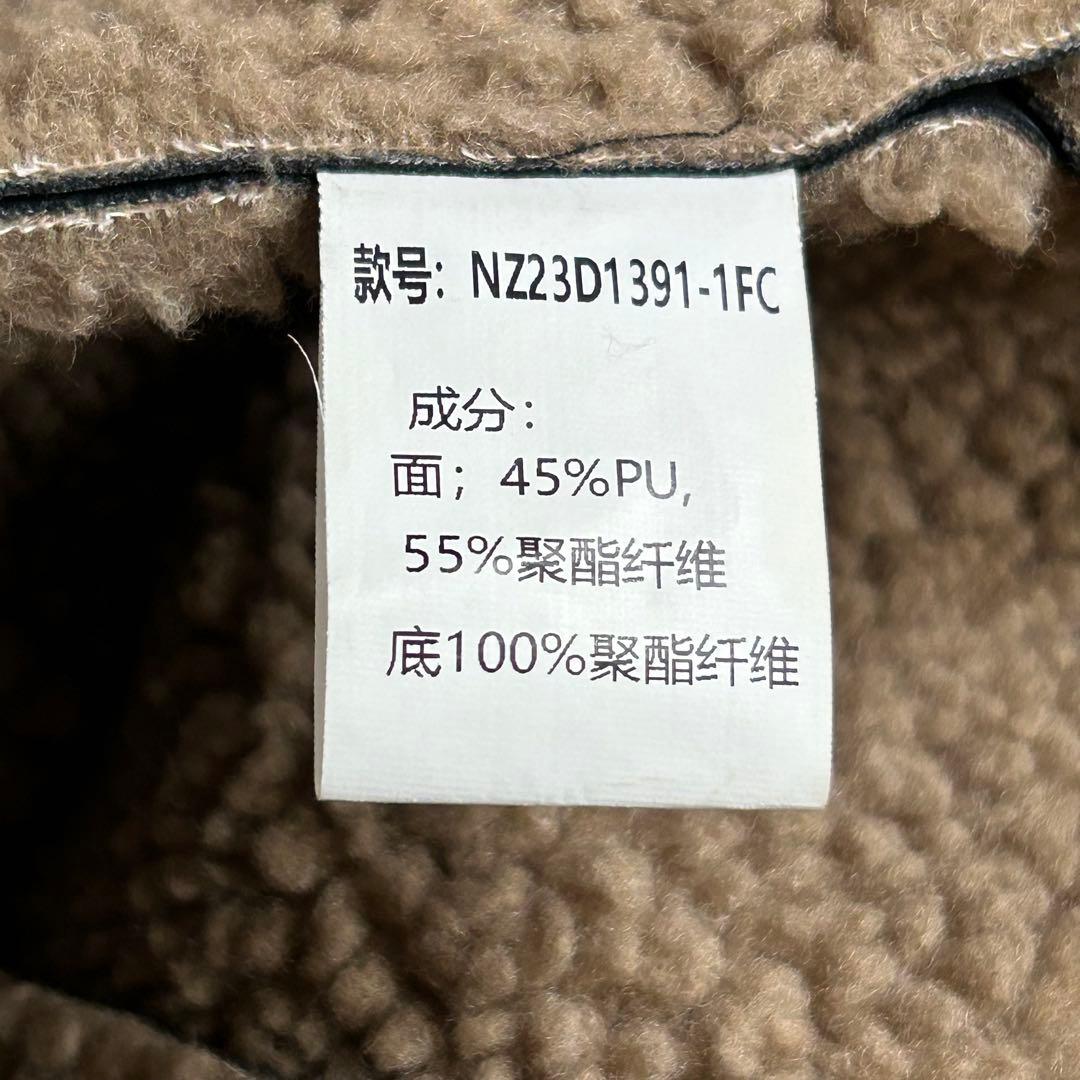 款号：NZ23D1391-1FC
成分：
面；45%PU,
55%聚酯纤维
底100%聚酯纤维